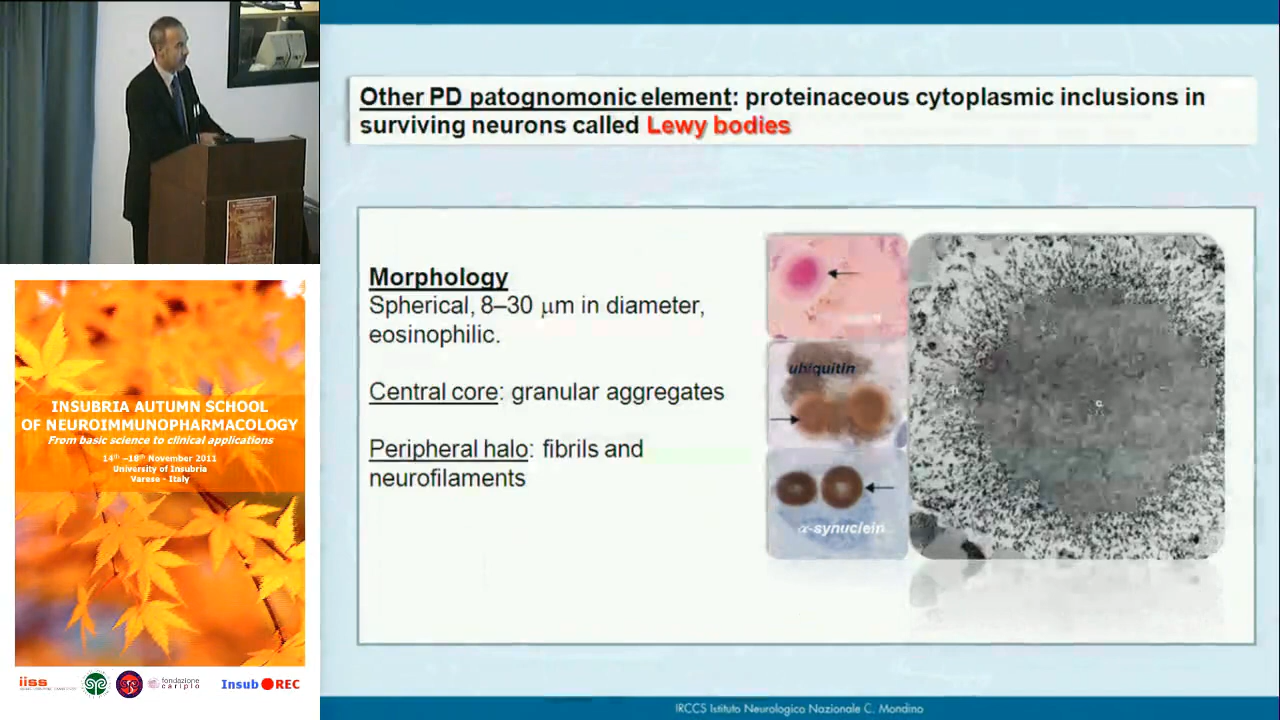 Other PD patognomonic element: proteinaceous cytoplasmic inclusions in
surviving neurons called Lewy bodies
Morphology
Spherical, 8–30 μm in diameter,
eosinophilic.
Central core: granular aggregates
Peripheral halo: fibrils and
neurofilaments
ubiquitin
α-synuclein
c
INSUBRIA AUTUMN SCHOOL
OF NEUROIMMUNOPHARMACOLOGY
From basic science to clinical applications
14th –18th November 2011
University of Insubria
Varese - Italy
iiss
fondazione
cariplo
Insub REC
IRCCS Istituto Neurologico Nazionale C. Mondino